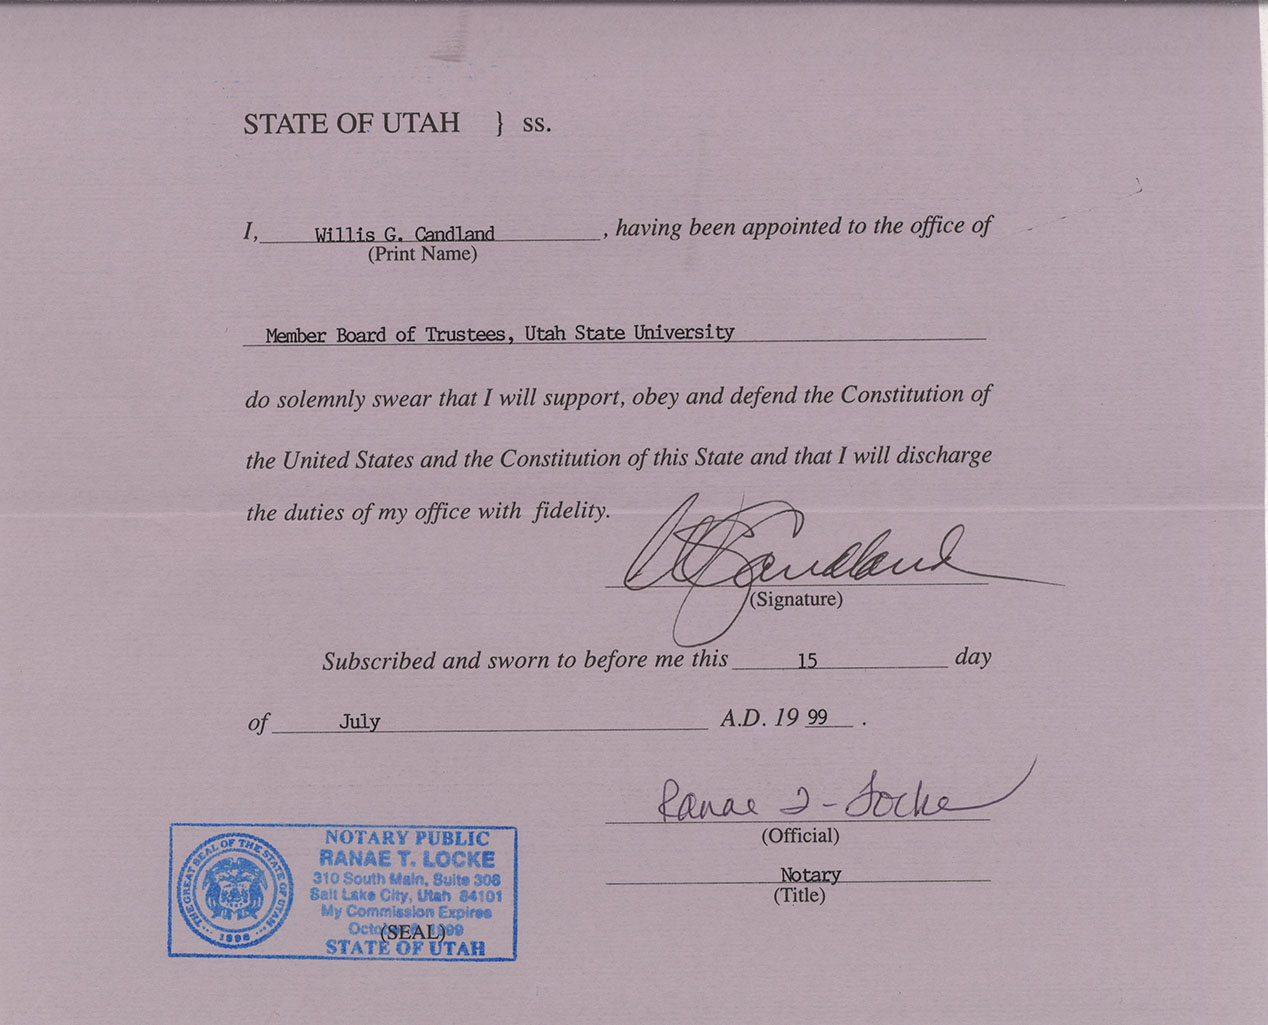 STATE OF UTAH } ss.
I, Willis G. Candland , having been appointed to the office of
(Print Name)
Member Board of Trustees, Utah State University
do solemnly swear that I will support, obey and defend the Constitution of
the United States and the Constitution of this State and that I will discharge
the duties of my office with fidelity.
W G Candland
(Signature)
Subscribed and sworn to before me this 15 day
of July A.D. 19 99 .
Ranae T - Locke
(Official)
Notary
(Title)
THE GREAT SEAL OF THE STATE OF UTAH
1896
NOTARY PUBLIC
RANAE T. LOCKE
310 South Main, Suite 308
Salt Lake City, Utah 84101
My Commission Expires
1999
(SEAL)
STATE OF UTAH